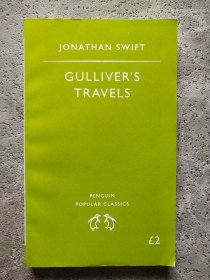 JONATHAN SWIFT
GULLIVER'S
TRAVELS
PENGUIN
POPULAR CLASSICS
£2